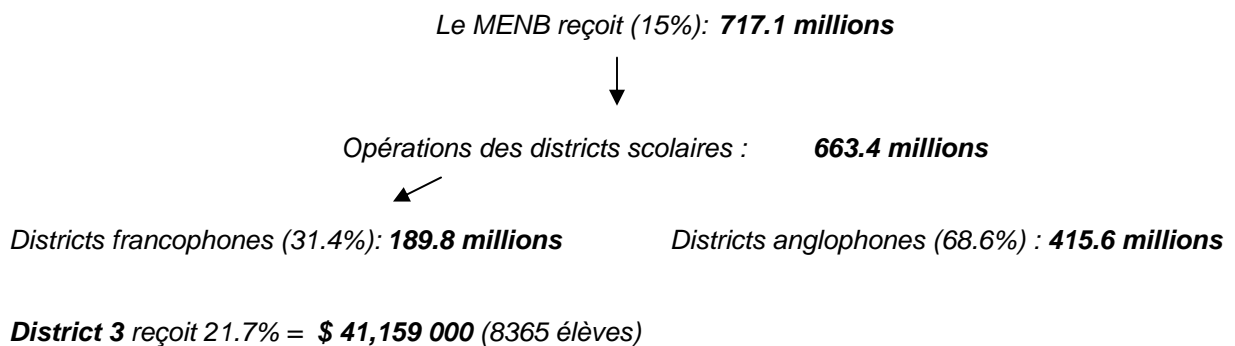 Le MENB reçoit (15%): 717.1 millions
Opérations des districts scolaires : 663.4 millions
Districts francophones (31.4%): 189.8 millions Districts anglophones (68.6%) : 415.6 millions
District 3 reçoit 21.7% = $ 41,159 000 (8365 élèves)